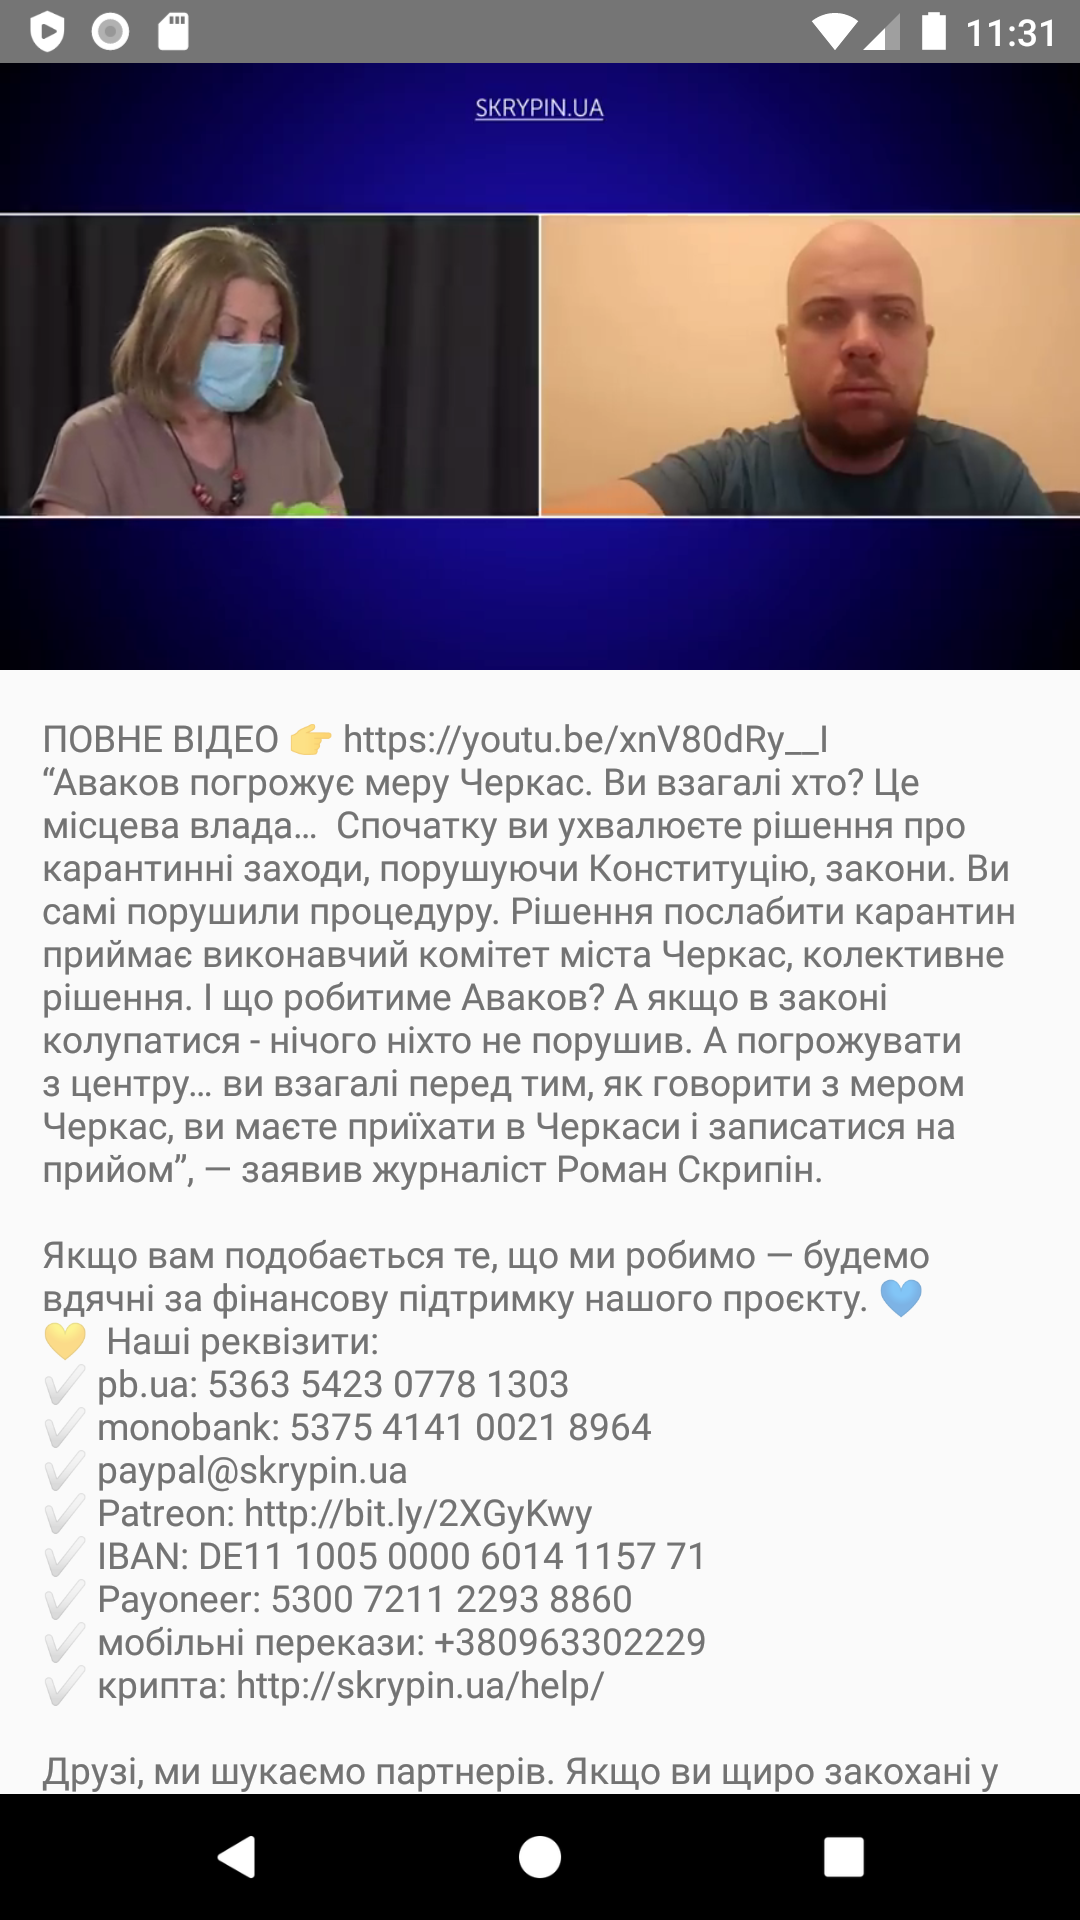 11:31
SKRYPIN.UA
ПОВНЕ ВІДЕО 👉 https://youtu.be/xnV80dRy__I
“Аваков погрожує меру Черкас. Ви взагалі хто? Це
місцева влада…  Спочатку ви ухвалюєте рішення про
карантинні заходи, порушуючи Конституцію, закони. Ви
самі порушили процедуру. Рішення послабити карантин
приймає виконавчий комітет міста Черкас, колективне
рішення. І що робитиме Аваков? А якщо в законі
колупатися - нічого ніхто не порушив. А погрожувати
з центру… ви взагалі перед тим, як говорити з мером
Черкас, ви маєте приїхати в Черкаси і записатися на
прийом”, — заявив журналіст Роман Скрипін.
Якщо вам подобається те, що ми робимо — будемо
вдячні за фінансову підтримку нашого проєкту. 💙
💛  Наші реквізити:
✔ pb.ua: 5363 5423 0778 1303
✔ monobank: 5375 4141 0021 8964
✔ paypal@skrypin.ua
✔ Patreon: http://bit.ly/2XGyKwy
✔ IBAN: DE11 1005 0000 6014 1157 71
✔ Payoneer: 5300 7211 2293 8860
✔ мобільні перекази: +380963302229
✔ крипта: http://skrypin.ua/help/
Друзі, ми шукаємо партнерів. Якщо ви щиро закохані у